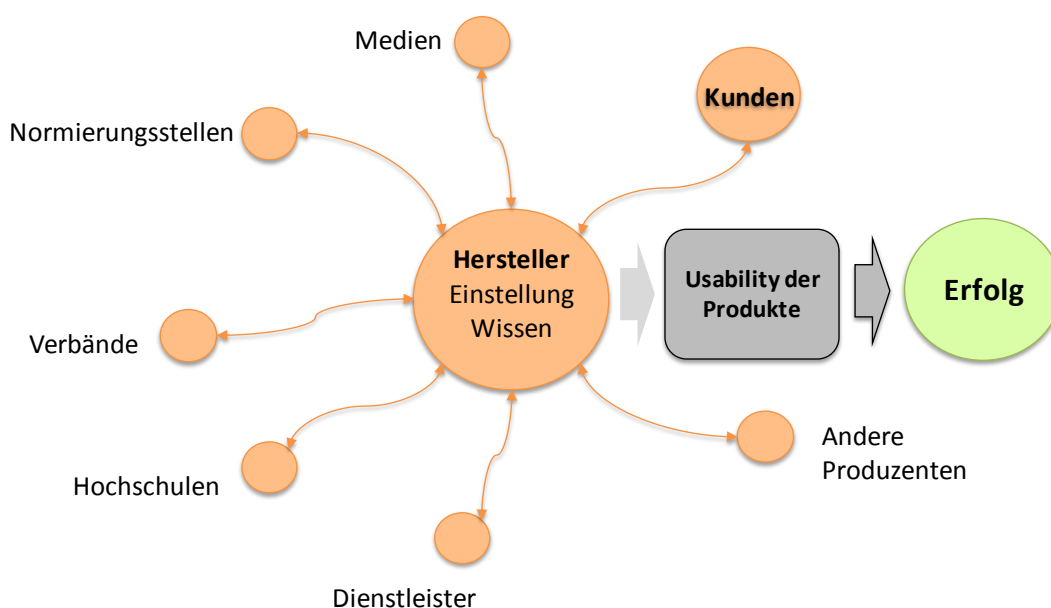 Medien
Kunden
Normierungsstellen
Hersteller
Einstellung
Wissen
Usability der
Produkte
Erfolg
Verbände
Andere
Produzenten
Hochschulen
Dienstleister